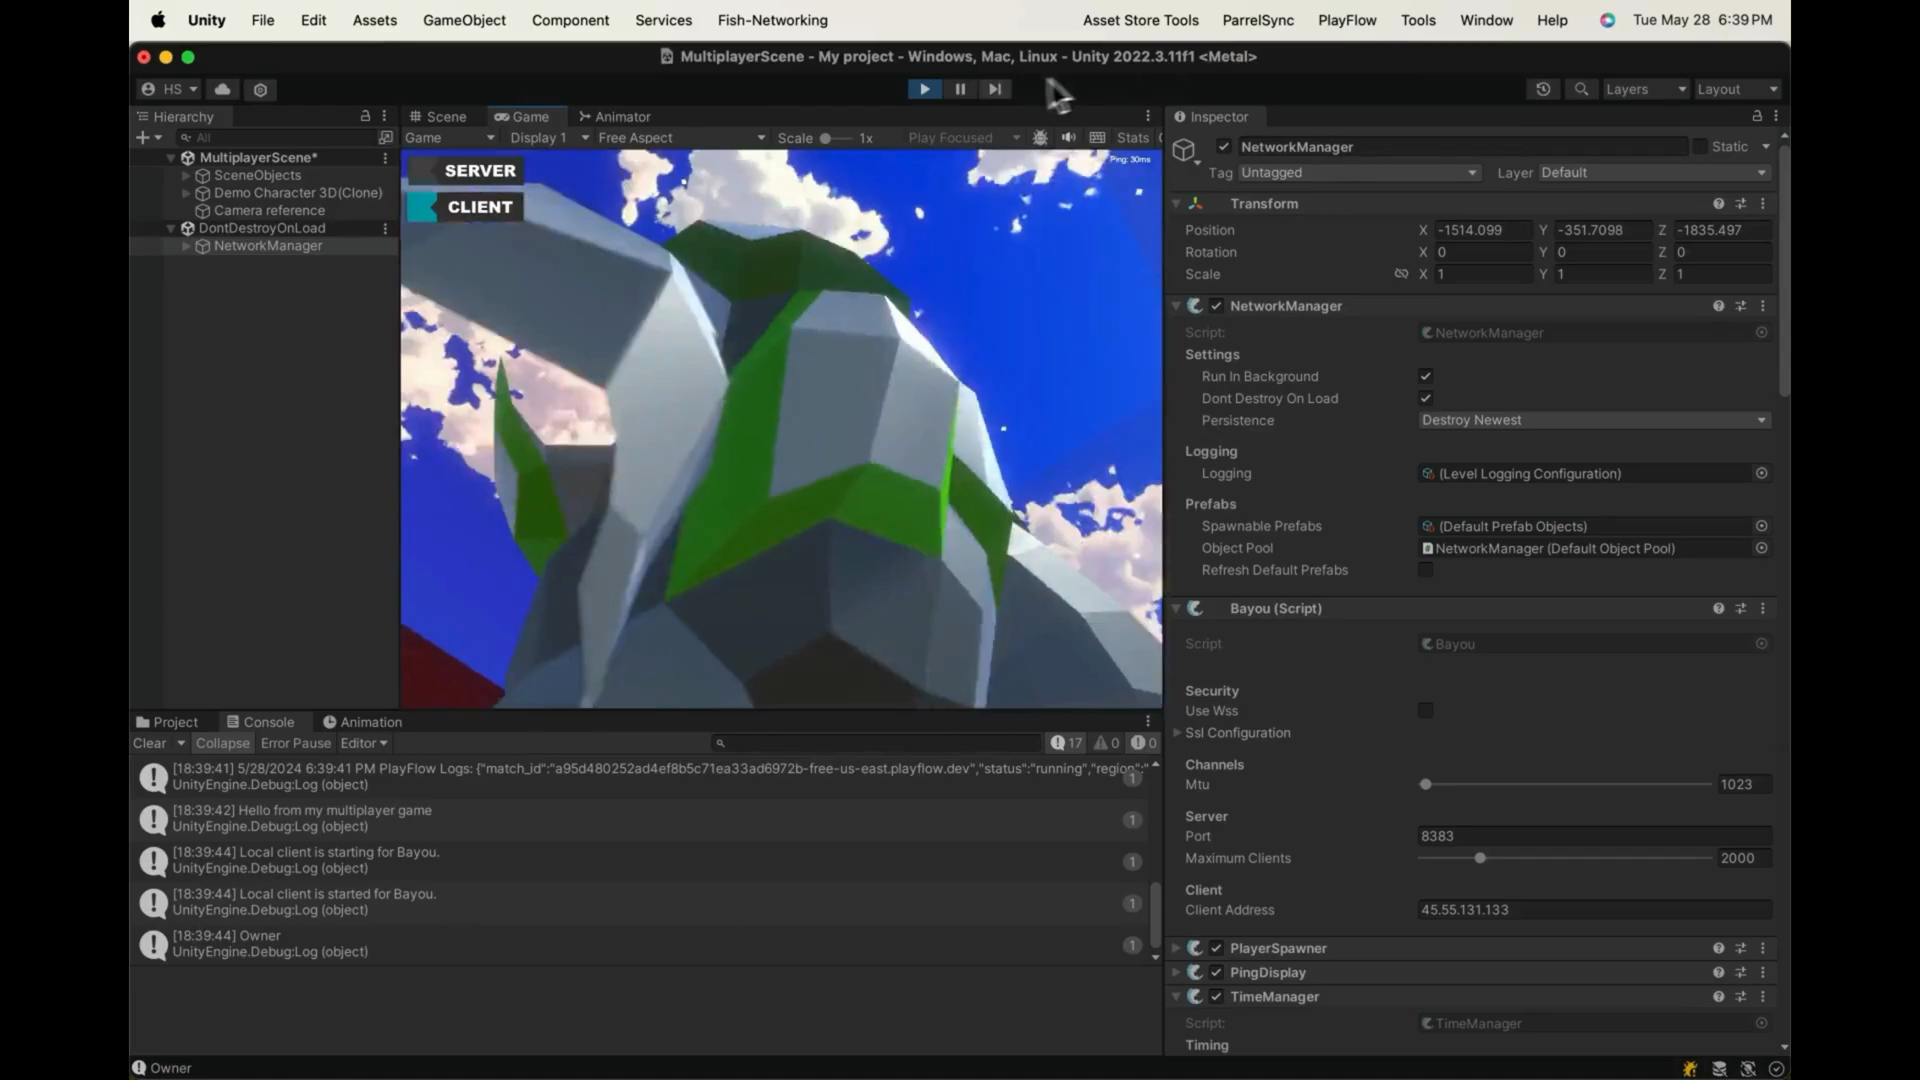 Unity File Edit Assets GameObject Component Services Fish-Networking Asset Store Tools ParrelSync PlayFlow Tools Window Help Tue May 28 6:39 PM
MultiplayerScene - My project - Windows, Mac, Linux - Unity 2022.3.11f1 <Metal>
HS Layers Layout
Hierarchy
All
MultiplayerScene*
SceneObjects
Demo Character 3D(Clone)
Camera reference
DontDestroyOnLoad
NetworkManager
Scene Game Animator
Game Display 1 Free Aspect Scale 1x Play Focused Stats
Ping: 30ms
SERVER
CLIENT
Project Console Animation
Clear Collapse Error Pause Editor 17 0 0
[18:39:41] 5/28/2024 6:39:41 PM PlayFlow Logs: {"match_id":"a95d480252ad4ef8b5c71ea33ad6972b-free-us-east.playflow.dev","status":"running","region":"
UnityEngine.Debug:Log (object) 1
[18:39:42] Hello from my multiplayer game
UnityEngine.Debug:Log (object) 1
[18:39:44] Local client is starting for Bayou.
UnityEngine.Debug:Log (object) 1
[18:39:44] Local client is started for Bayou.
UnityEngine.Debug:Log (object) 1
[18:39:44] Owner
UnityEngine.Debug:Log (object) 1
Owner
Inspector
NetworkManager Static
Tag Untagged Layer Default
Transform
Position X -1514.099 Y -351.7098 Z -1835.497
Rotation X 0 Y 0 Z 0
Scale X 1 Y 1 Z 1
NetworkManager
Script: NetworkManager
Settings
Run In Background
Dont Destroy On Load
Persistence Destroy Newest
Logging
Logging (Level Logging Configuration)
Prefabs
Spawnable Prefabs (Default Prefab Objects)
Object Pool NetworkManager (Default Object Pool)
Refresh Default Prefabs
Bayou (Script)
Script Bayou
Security
Use Wss
Ssl Configuration
Channels
Mtu 1023
Server
Port 8383
Maximum Clients 2000
Client
Client Address 45.55.131.133
PlayerSpawner
PingDisplay
TimeManager
Script: TimeManager
Timing